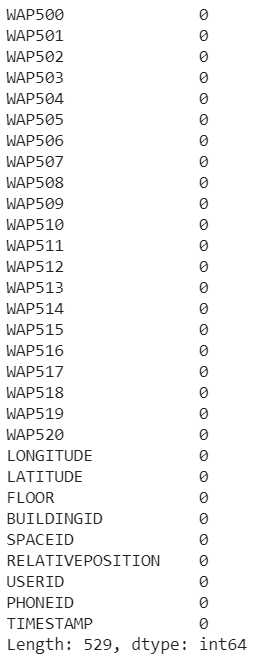 WAP500 0
WAP501 0
WAP502 0
WAP503 0
WAP504 0
WAP505 0
WAP506 0
WAP507 0
WAP508 0
WAP509 0
WAP510 0
WAP511 0
WAP512 0
WAP513 0
WAP514 0
WAP515 0
WAP516 0
WAP517 0
WAP518 0
WAP519 0
WAP520 0
LONGITUDE 0
LATITUDE 0
FLOOR 0
BUILDINGID 0
SPACEID 0
RELATIVEPOSITION 0
USERID 0
PHONEID 0
TIMESTAMP 0
Length: 529, dtype: int64